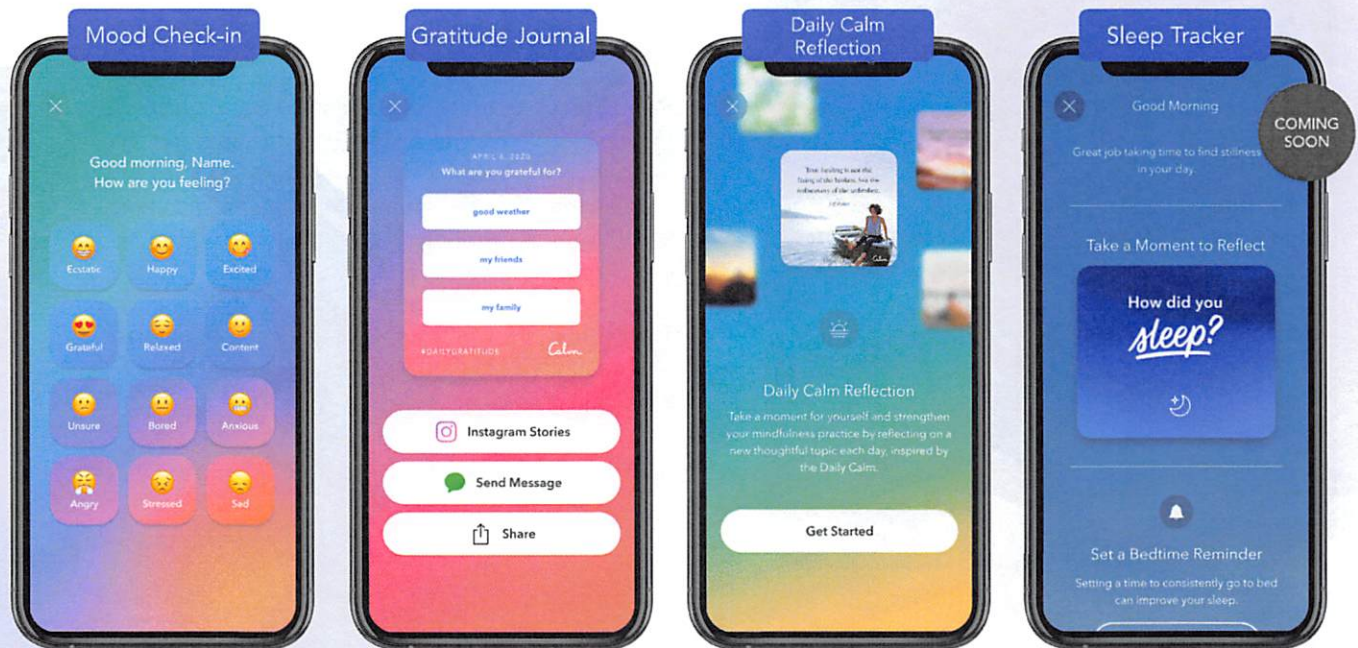 Mood Check-in
Good morning, Name.
How are you feeling?
Ecstatic
Happy
Excited
Grateful
Relaxed
Content
Unsure
Bored
Anxious
Angry
Stressed
Sad
Gratitude Journal
APRIL 6, 2020
What are you grateful for?
good weather
my friends
my family
#DAILYGRATITUDE
Calm
Instagram Stories
Send Message
Share
Daily Calm
Reflection
Calm
Daily Calm Reflection
Take a moment for yourself and strengthen
your mindfulness practice by reflecting on a
new thoughtful topic each day, inspired by
the Daily Calm.
Get Started
Sleep Tracker
COMING
SOON
Good Morning
Great job taking time to find stillness
in your day
Take a Moment to Reflect
How did you
sleep?
Set a Bedtime Reminder
Setting a time to consistently go to bed
can improve your sleep.